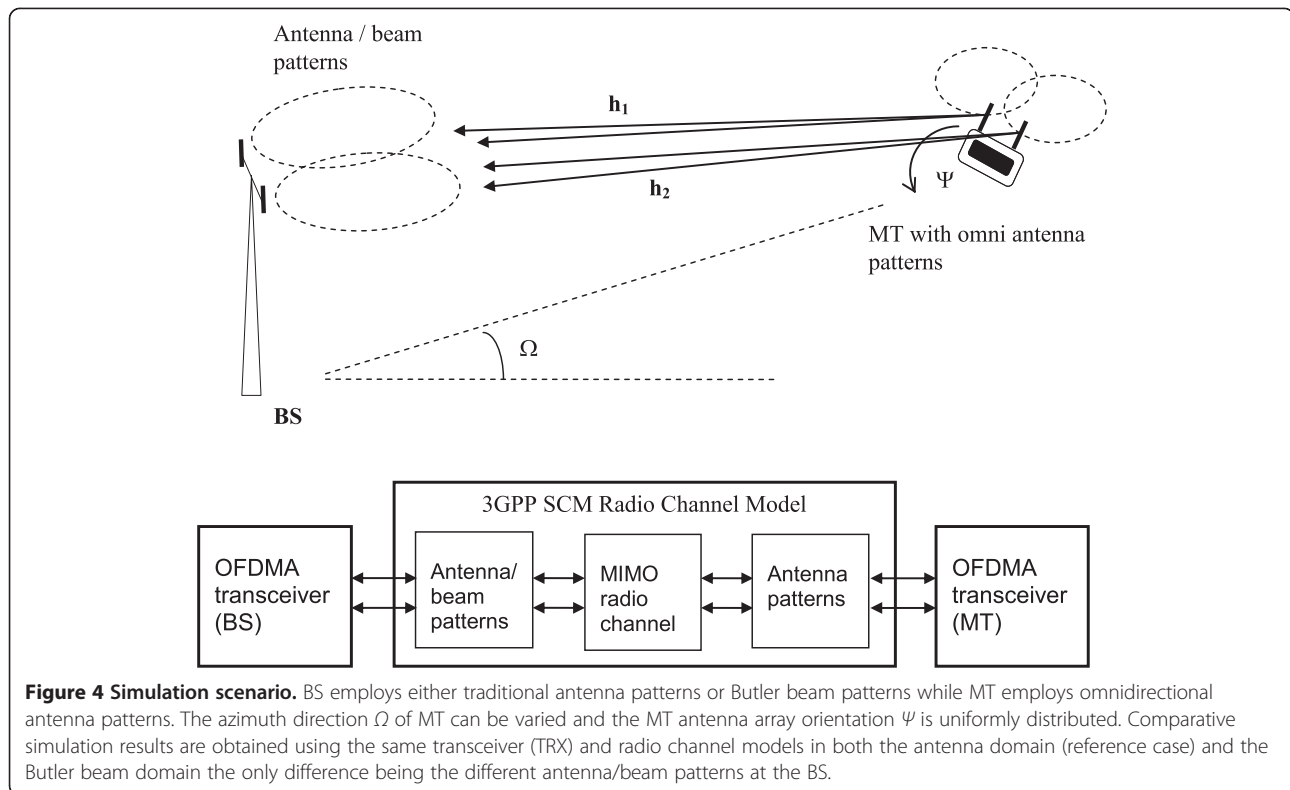 Antenna / beam
patterns
h₁
h₂
Ψ
MT with omni antenna
patterns
Ω
BS
3GPP SCM Radio Channel Model
OFDMA
transceiver
(BS)
Antenna/
beam
patterns
MIMO
radio
channel
Antenna
patterns
OFDMA
transceiver
(MT)
Figure 4 Simulation scenario. BS employs either traditional antenna patterns or Butler beam patterns while MT employs omnidirectional
antenna patterns. The azimuth direction Ω of MT can be varied and the MT antenna array orientation Ψ is uniformly distributed. Comparative
simulation results are obtained using the same transceiver (TRX) and radio channel models in both the antenna domain (reference case) and the
Butler beam domain the only difference being the different antenna/beam patterns at the BS.